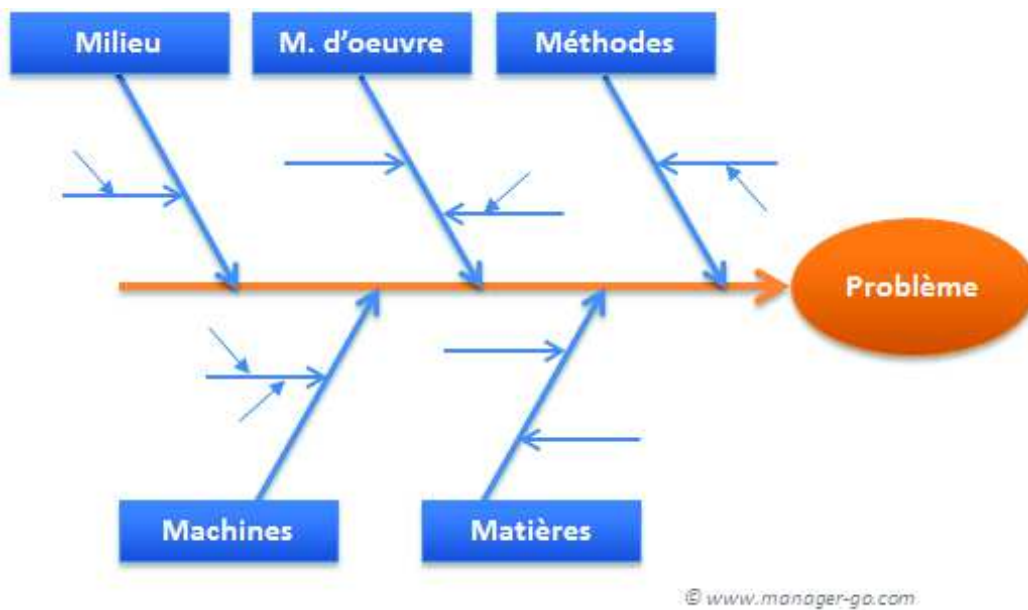 Milieu
M. d'oeuvre
Méthodes
Problème
Machines
Matières
© www.manager-go.com